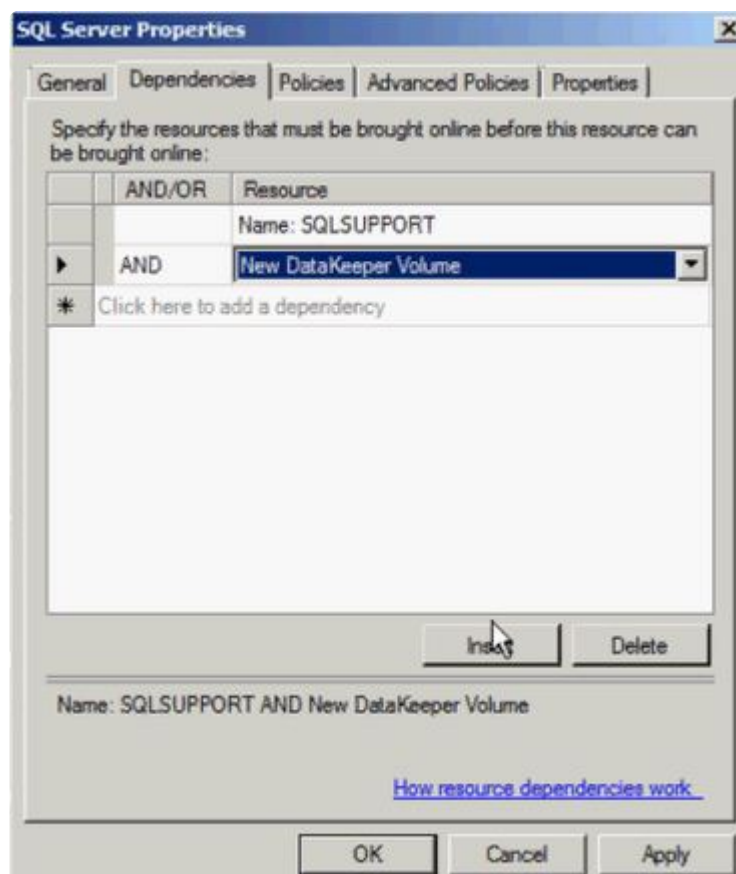 SQL Server Properties
General Dependencies Policies Advanced Policies Properties
Specify the resources that must be brought online before this resource can
be brought online:
AND/OR Resource
Name: SQLSUPPORT
AND New DataKeeper Volume
Click here to add a dependency
Insert Delete
Name: SQLSUPPORT AND New DataKeeper Volume
How resource dependencies work
OK Cancel Apply